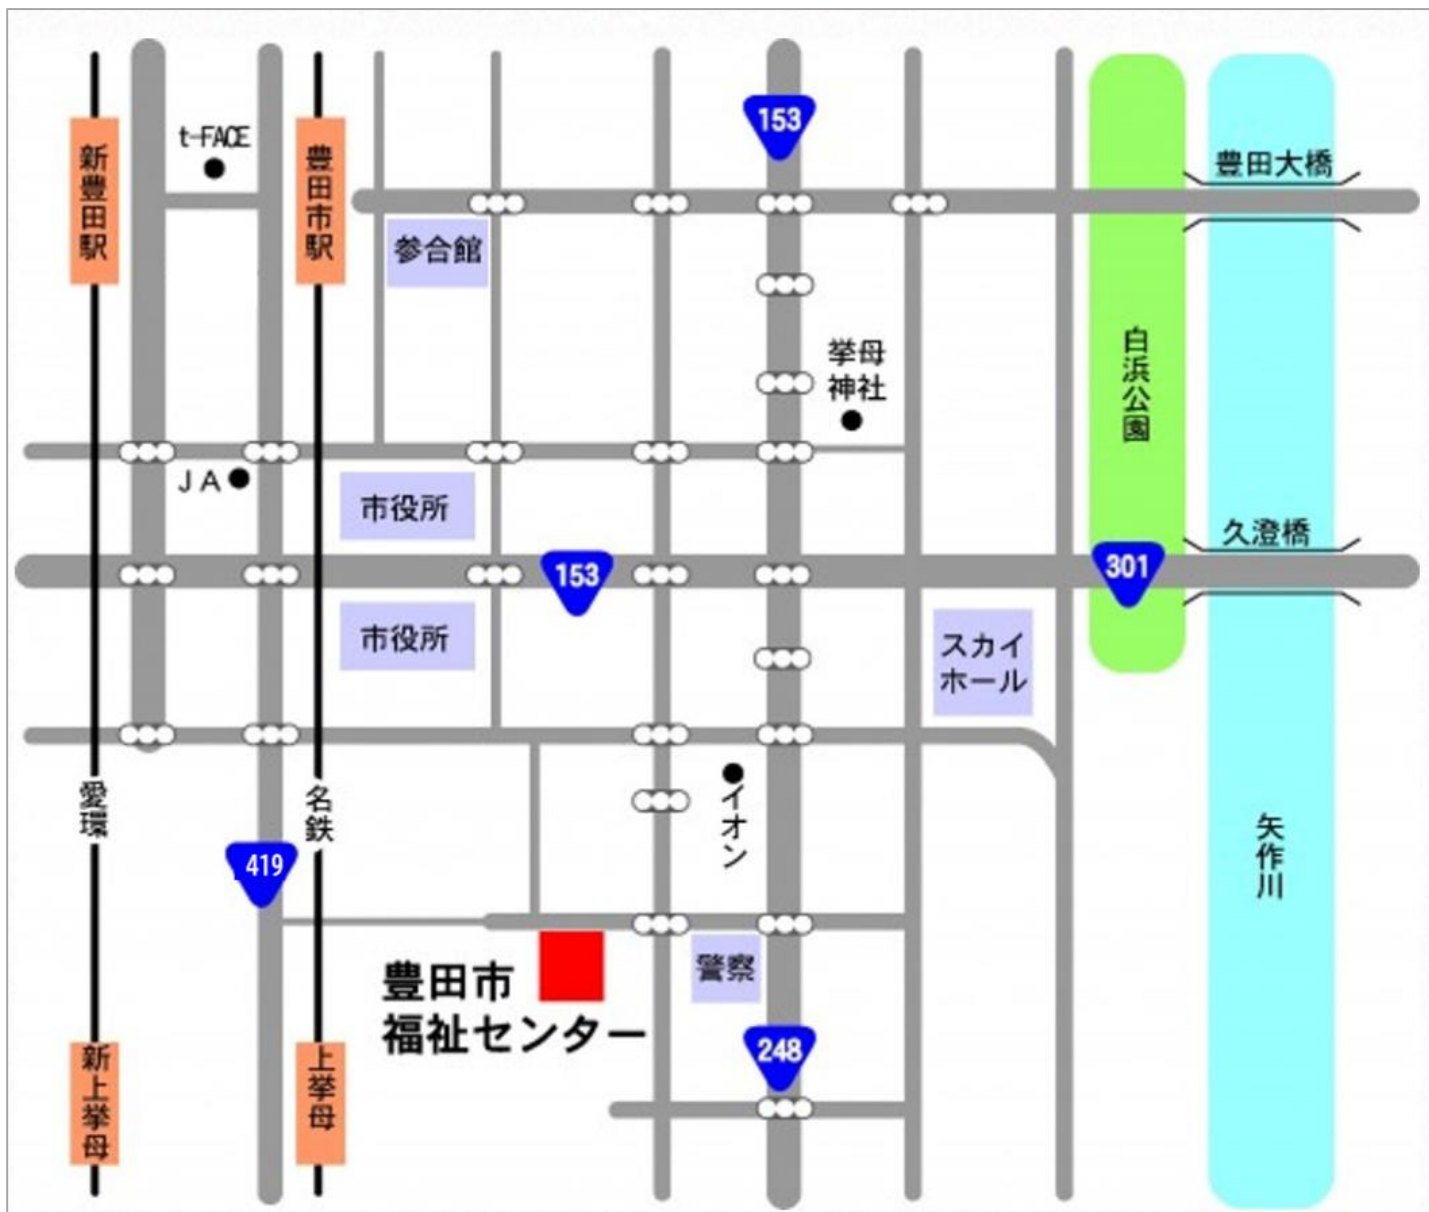 153
t-FACE
豊田大橋
新豊田駅
豊田市駅
参合館
挙母
神社
白浜公園
JA
市役所
久澄橋
153
301
市役所
スカイ
ホール
愛環
名鉄
イオン
矢作川
419
豊田市
福祉センター
警察
248
新上挙母
上挙母